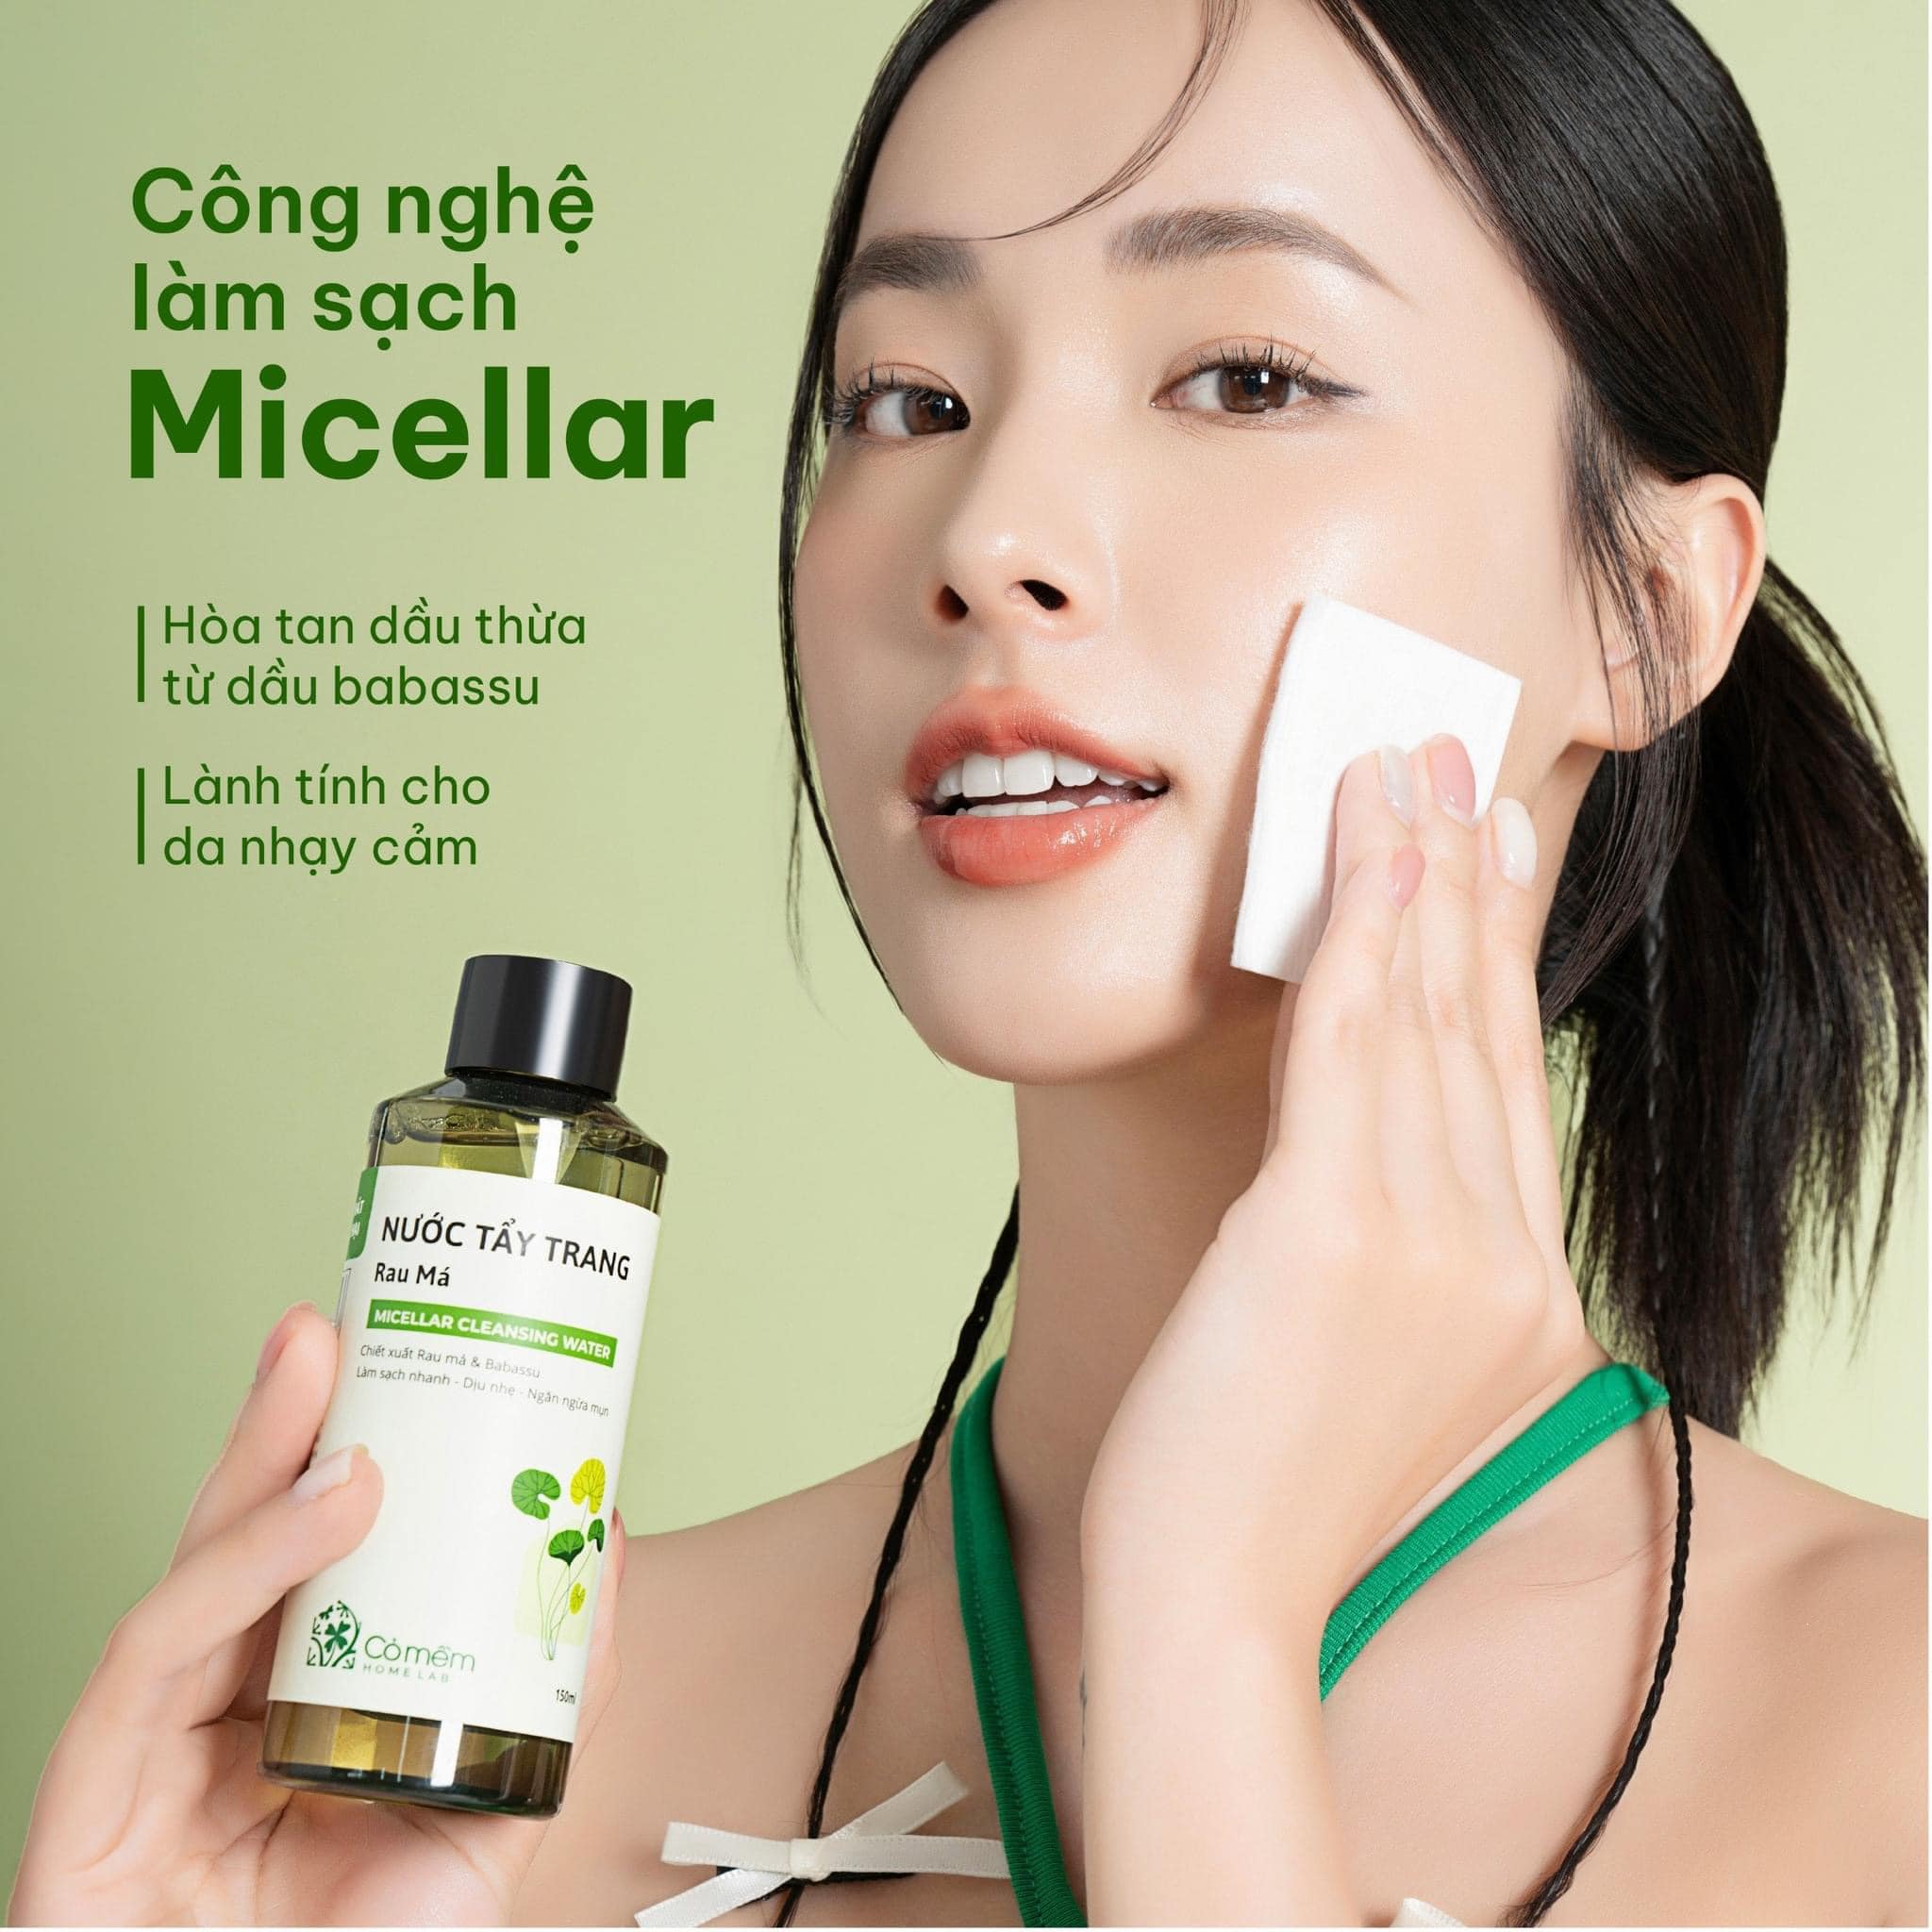 Công nghệ
làm sạch
Micellar
Hòa tan dầu thừa
từ dầu babassu
Lành tính cho
da nhạy cảm
NƯỚC TẨY TRANG
Rau Má
MICELLAR CLEANSING WATER
Chiết xuất Rau má & Babassu
Làm sạch nhanh - Dịu nhẹ - Ngăn ngừa mụn
Cỏ mềm
HOME LAB
150ml